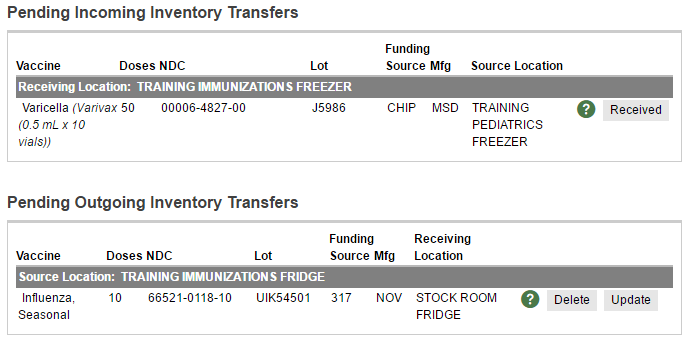 Pending Incoming Inventory Transfers
Funding
Vaccine Doses NDC Lot Source Mfg Source Location
Receiving Location: TRAINING IMMUNIZATIONS FREEZER
Varicella (Varivax 50 00006-4827-00 J5986 CHIP MSD TRAINING ? Received
(0.5 mL x 10 PEDIATRICS
vials)) FREEZER
Pending Outgoing Inventory Transfers
Funding Receiving
Vaccine Doses NDC Lot Source Mfg Location
Source Location: TRAINING IMMUNIZATIONS FRIDGE
Influenza, 10 66521-0118-10 UIK54501 317 NOV STOCK ROOM ? Delete Update
Seasonal FRIDGE